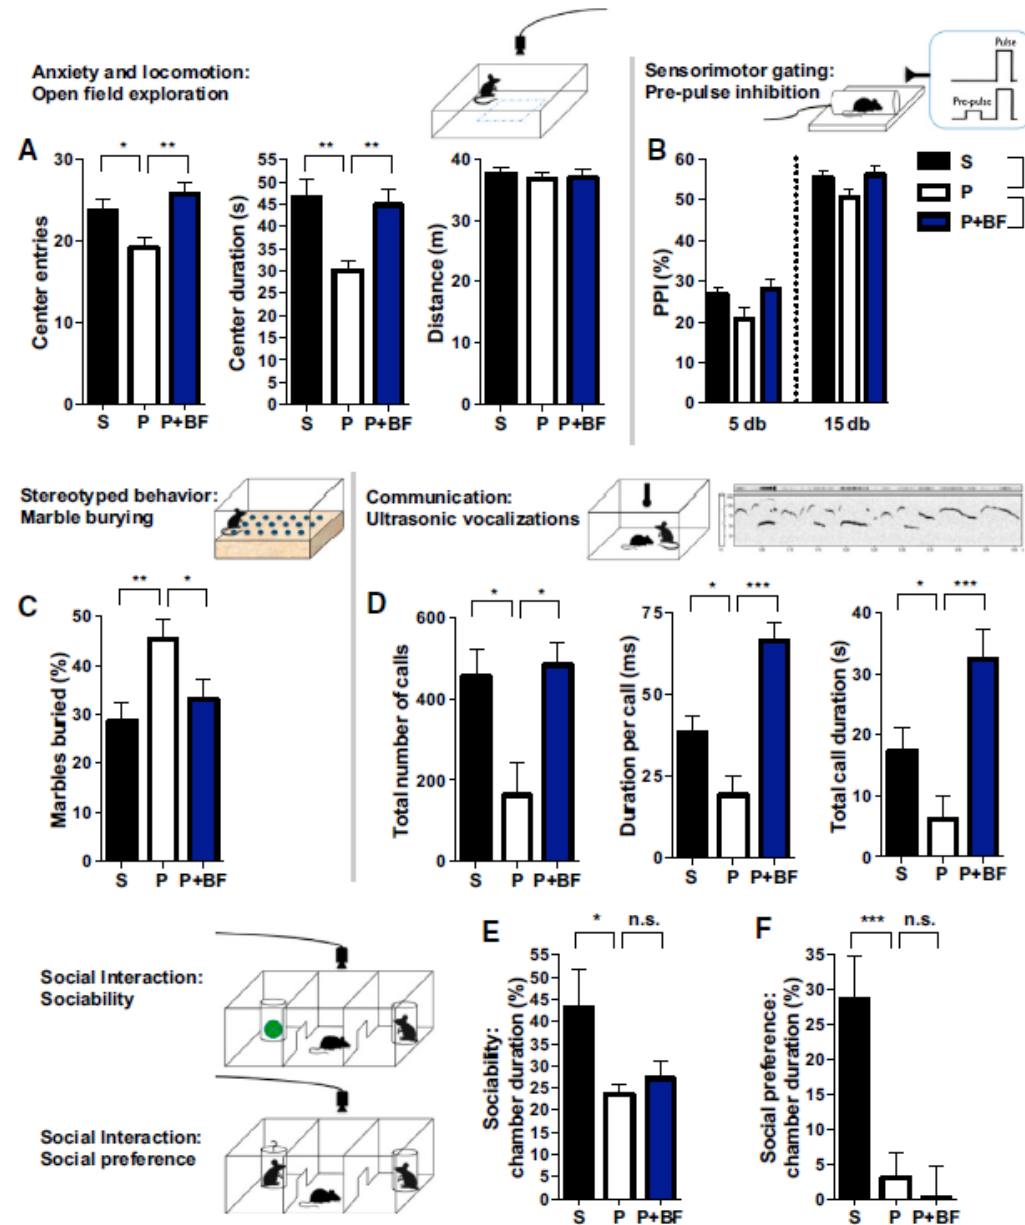 Anxiety and locomotion:
Open field exploration
Sensorimotor gating:
Pre-pulse inhibition
Pulse
Pre-pulse
A
30
20
10
0
Center entries
* **
S P P+BF
55
50
45
40
35
30
25
20
15
10
5
0
Center duration (s)
** **
S P P+BF
40
30
20
10
0
Distance (m)
S P P+BF
B
60
50
40
30
20
10
0
PPI (%)
5 db 15 db
S
P
P+BF
Stereotyped behavior:
Marble burying
Communication:
Ultrasonic vocalizations
C
50
40
30
20
10
0
Marbles buried (%)
** *
S P P+BF
D
600
400
200
0
Total number of calls
* *
S P P+BF
75
50
25
0
Duration per call (ms)
* ***
S P P+BF
40
30
20
10
0
Total call duration (s)
* ***
S P P+BF
Social Interaction:
Sociability
Social Interaction:
Social preference
E
55
50
45
40
35
30
25
20
15
10
5
0
Sociability:
chamber duration (%)
* n.s.
S P P+BF
F
35
30
25
20
15
10
5
0
Social preference:
chamber duration (%)
*** n.s.
S P P+BF